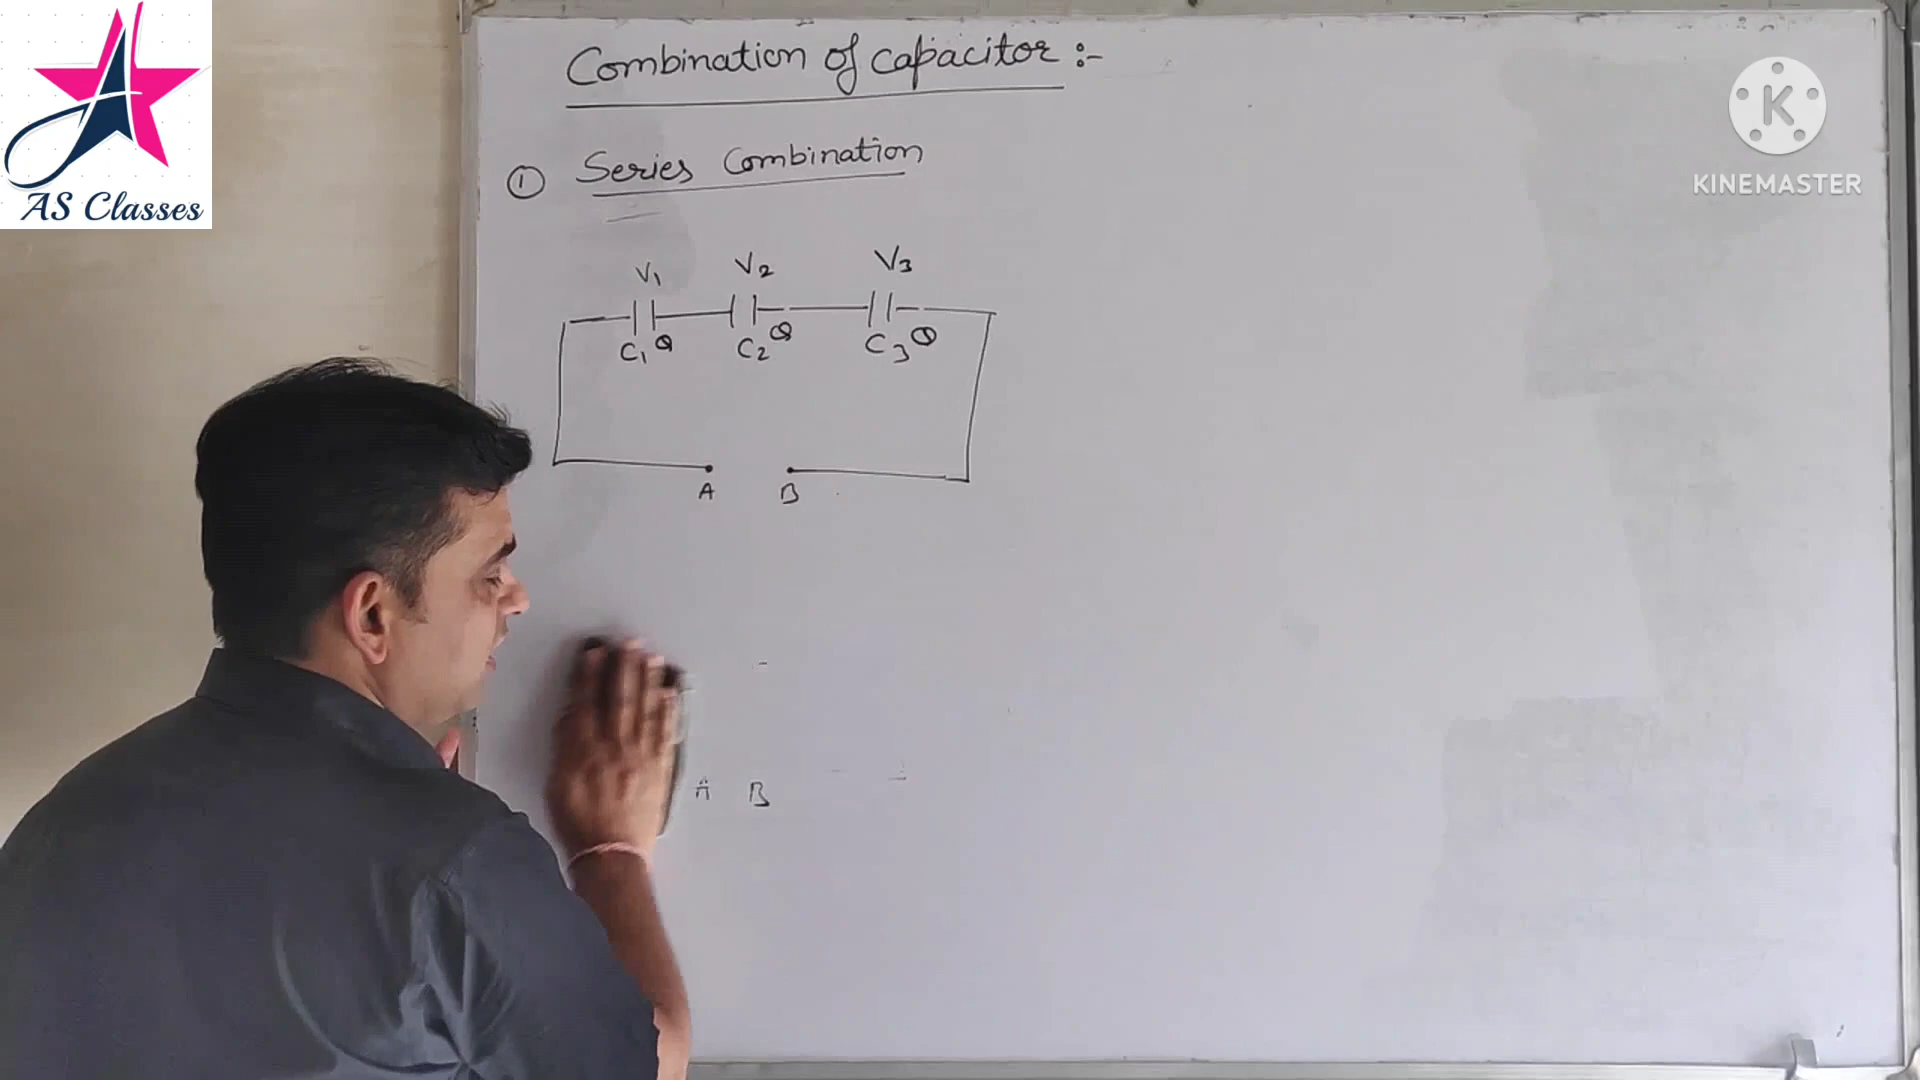 AS Classes
KINEMASTER
Combination of capacitor :-
① Series Combination
V1 V2 V3
C1 Q C2 Q C3 Q
A B
A B